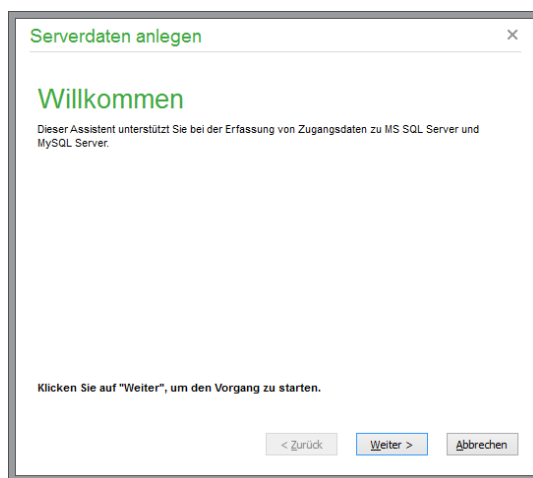 Serverdaten anlegen
Willkommen
Dieser Assistent unterstützt Sie bei der Erfassung von Zugangsdaten zu MS SQL Server und
MySQL Server.
Klicken Sie auf "Weiter", um den Vorgang zu starten.
< Zurück Weiter > Abbrechen